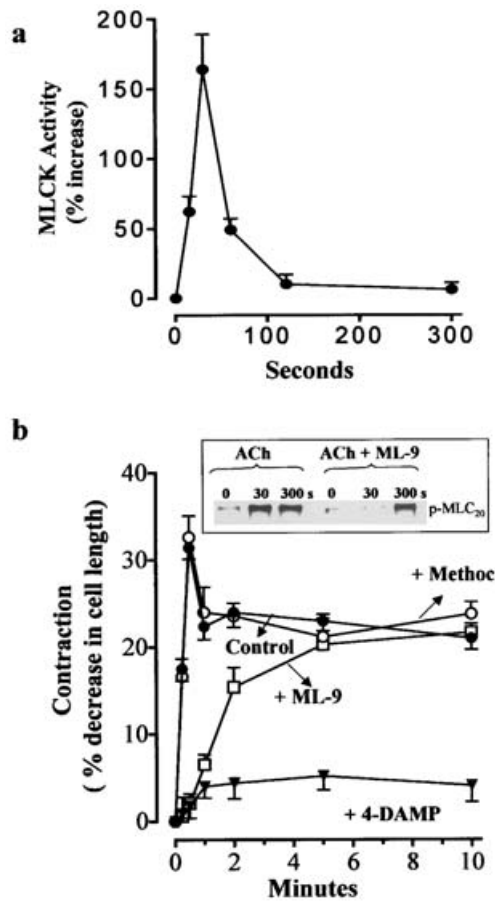 a
MLCK Activity
(% increase)
200
150
100
50
0
0 100 200 300
Seconds
b
ACh ACh + ML-9
0 30 300 s 0 30 300 s
p-MLC20
Contraction
( % decrease in cell length)
40
30
20
10
0
+ Methoc
Control
+ ML-9
+ 4-DAMP
0 2 4 6 8 10
Minutes